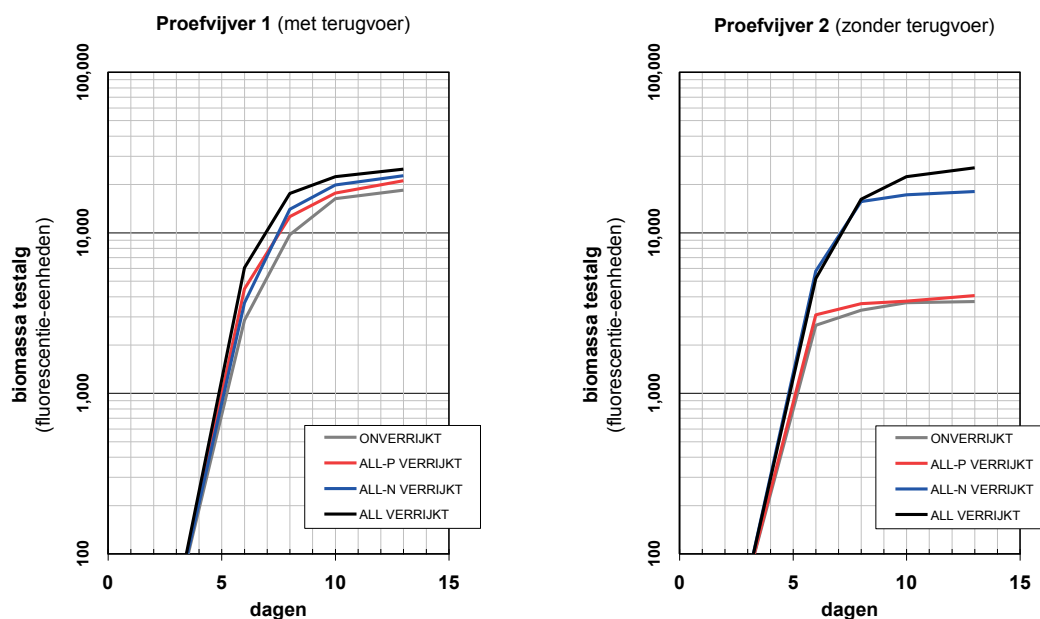 Proefvijver 1 (met terugvoer)
biomassa testalg
(fluorescentie-eenheden)
100,000
10,000
1,000
100
0 5 10 15
dagen
ONVERRIJKT
ALL-P VERRIJKT
ALL-N VERRIJKT
ALL VERRIJKT
Proefvijver 2 (zonder terugvoer)
biomassa testalg
(fluorescentie-eenheden)
100,000
10,000
1,000
100
0 5 10 15
dagen
ONVERRIJKT
ALL-P VERRIJKT
ALL-N VERRIJKT
ALL VERRIJKT